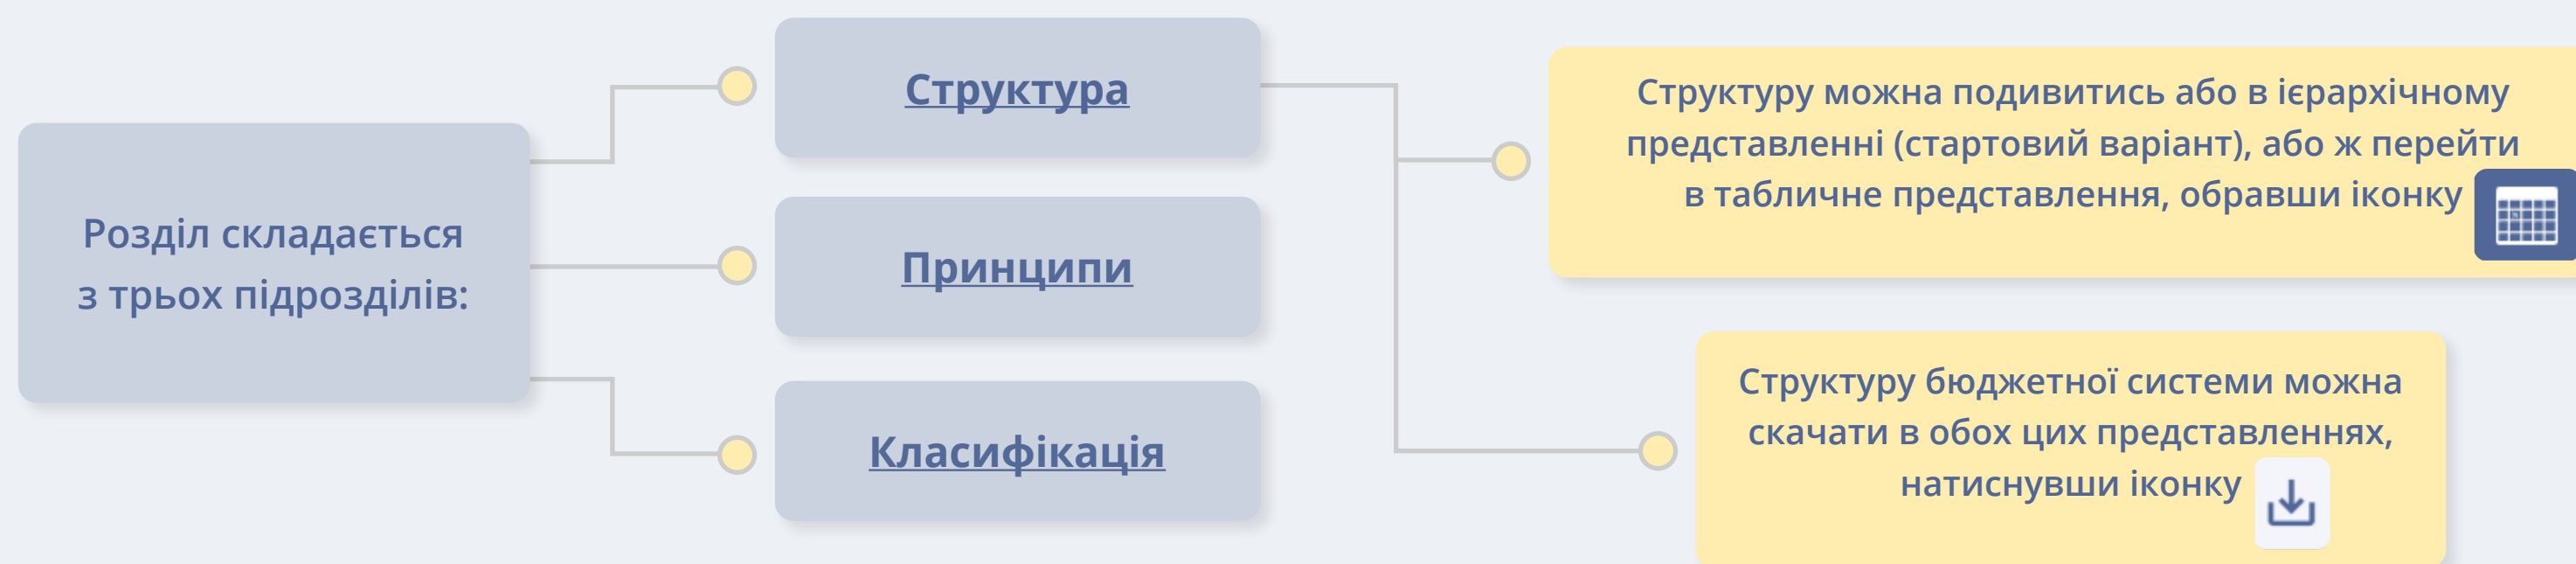 Розділ складається
з трьох підрозділів:
Структура
Принципи
Класифікація
Структуру можна подивитись або в ієрархічному
представленні (стартовий варіант), або ж перейти
в табличне представлення, обравши іконку
Структуру бюджетної системи можна
скачати в обох цих представленнях,
натиснувши іконку